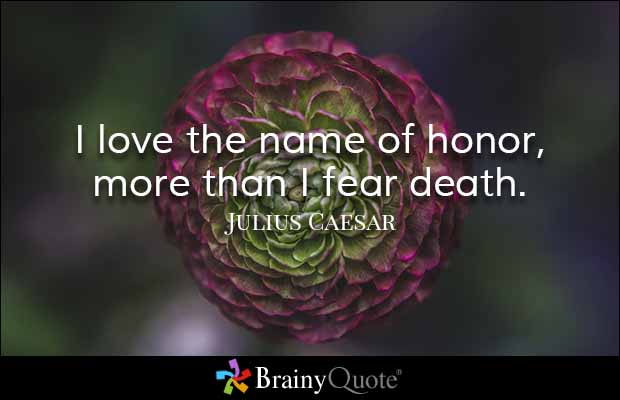 I love the name of honor,
more than I fear death.
Julius Caesar
BrainyQuote®